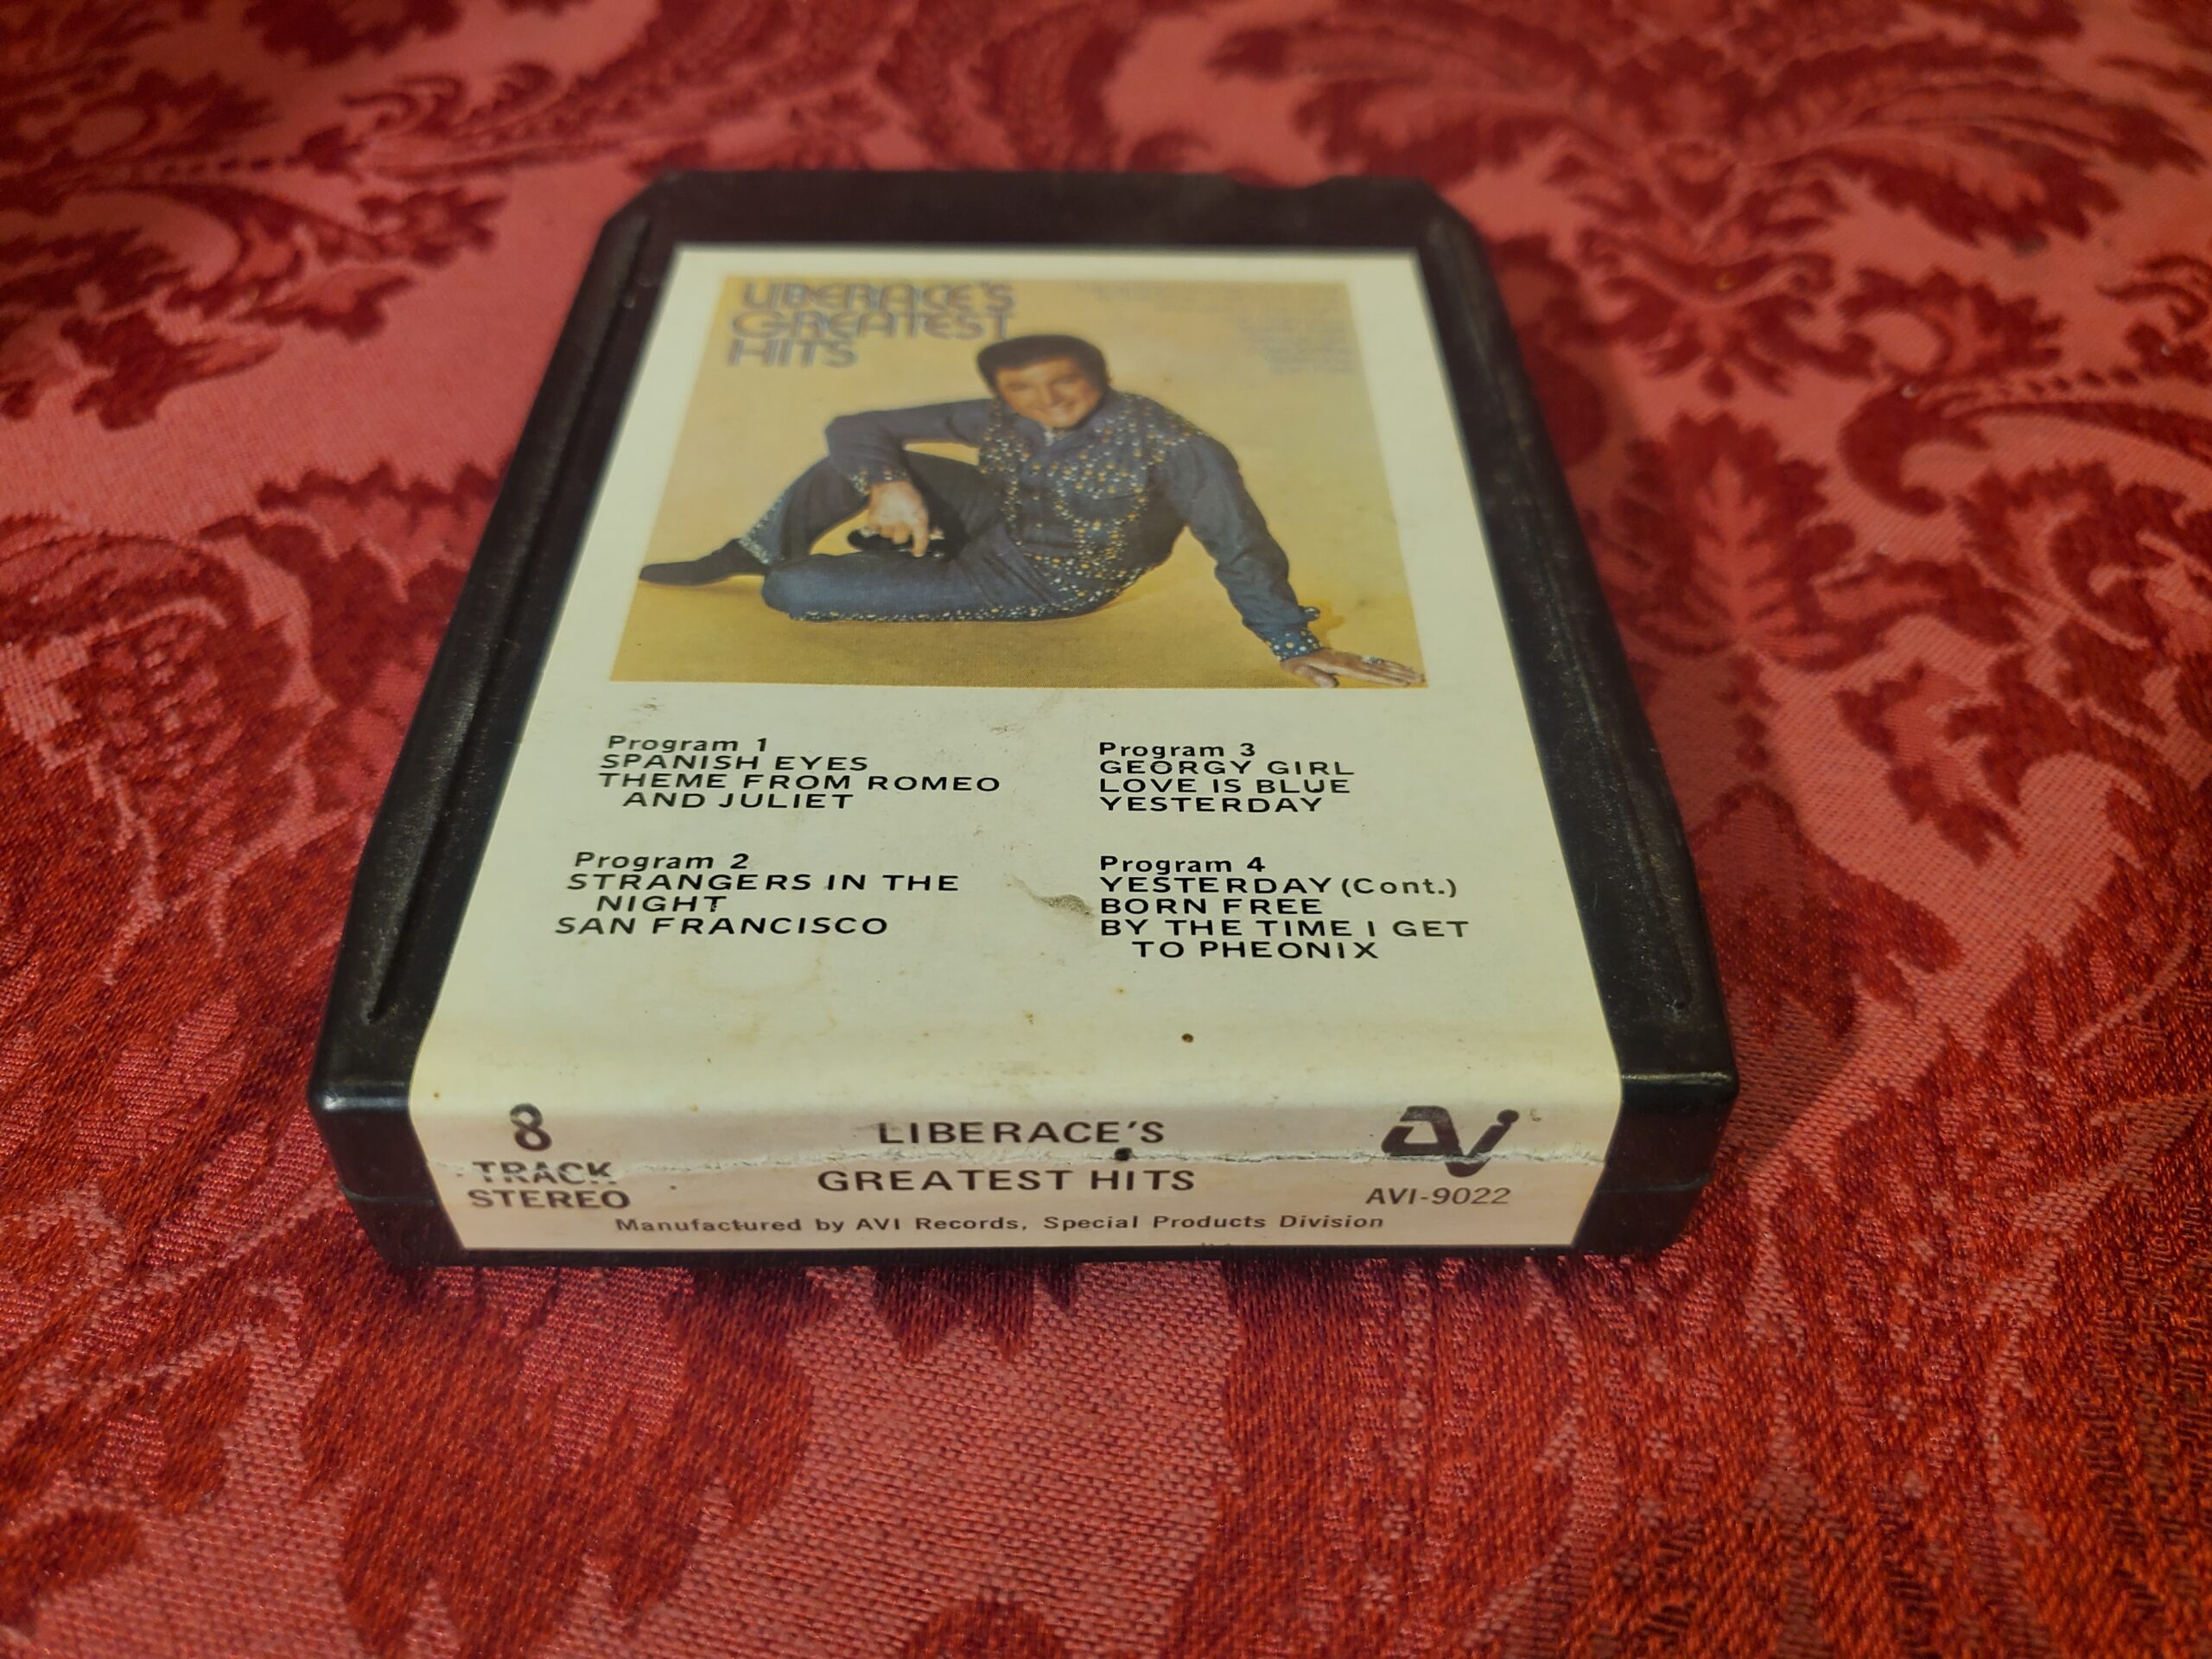 LIBERACE'S
GREATEST
HITS
Program 1
SPANISH EYES
THEME FROM ROMEO
AND JULIET
Program 2
STRANGERS IN THE
NIGHT
SAN FRANCISCO
Program 3
GEORGY GIRL
LOVE IS BLUE
YESTERDAY
Program 4
YESTERDAY (Cont.)
BORN FREE
BY THE TIME I GET
TO PHEONIX
8
TRACK
STEREO
LIBERACE'S
GREATEST HITS
AVI
AVI-9022
Manufactured by AVI Records, Special Products Division